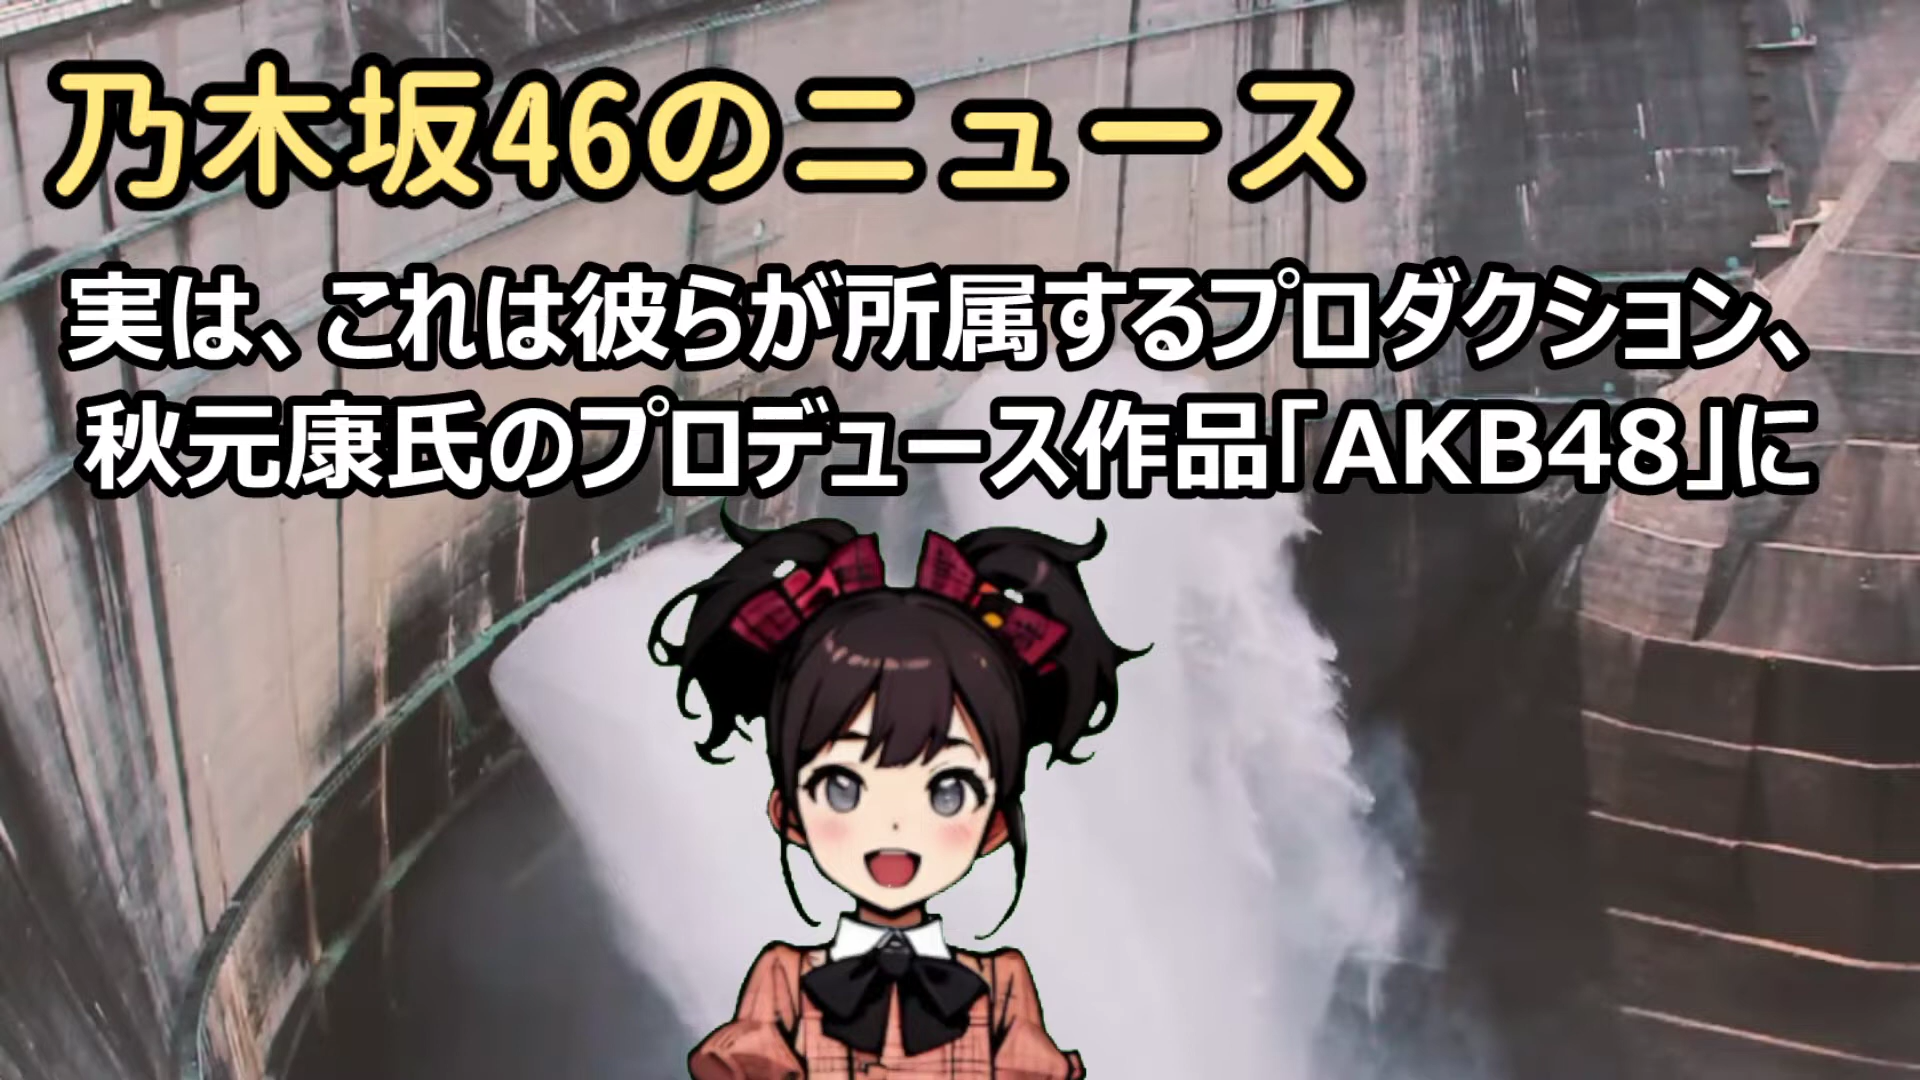 乃木坂46のニュース
実は、これは彼らが所属するプロダクション、
秋元康氏のプロデュース作品「AKB48」に